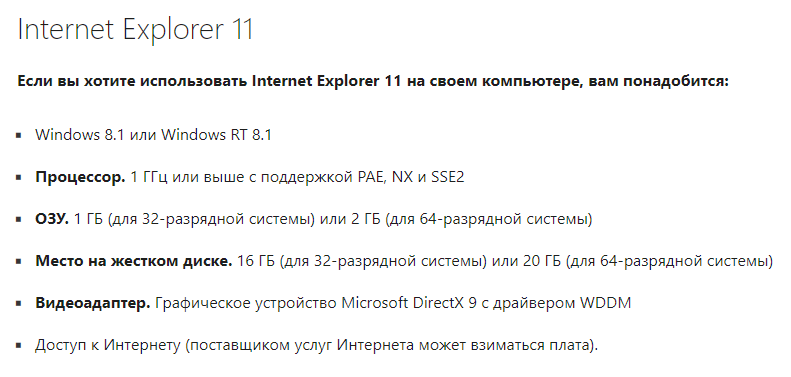 Internet Explorer 11
Если вы хотите использовать Internet Explorer 11 на своем компьютере, вам понадобится:
▪ Windows 8.1 или Windows RT 8.1
▪ Процессор. 1 ГГц или выше с поддержкой PAE, NX и SSE2
▪ ОЗУ. 1 ГБ (для 32-разрядной системы) или 2 ГБ (для 64-разрядной системы)
▪ Место на жестком диске. 16 ГБ (для 32-разрядной системы) или 20 ГБ (для 64-разрядной системы)
▪ Видеоадаптер. Графическое устройство Microsoft DirectX 9 с драйвером WDDM
▪ Доступ к Интернету (поставщиком услуг Интернета может взиматься плата).